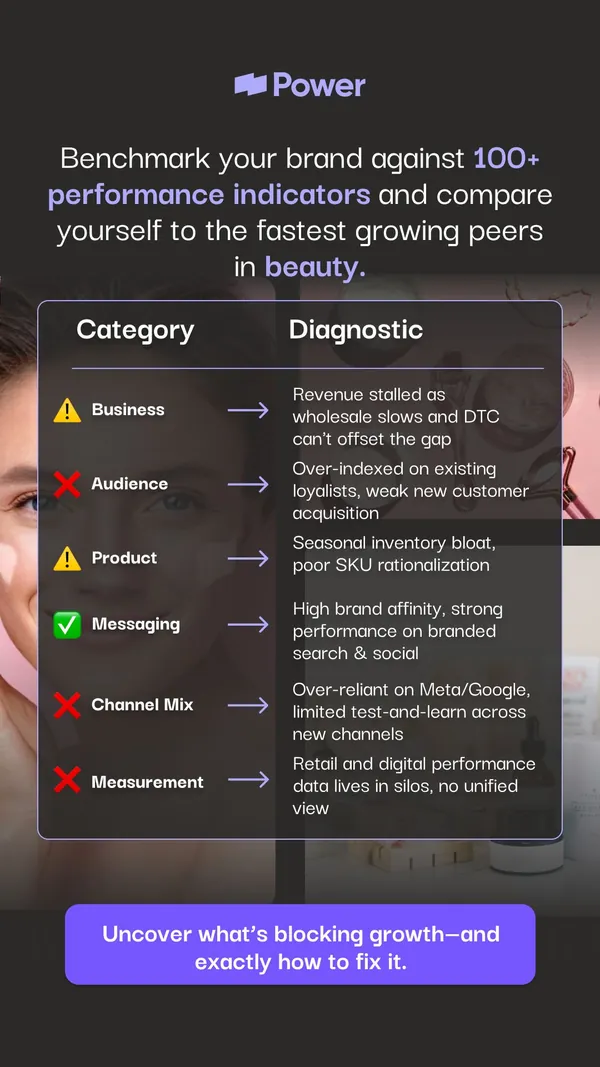 Power
Benchmark your brand against 100+
performance indicators and compare
yourself to the fastest growing peers
in beauty.
Category
Diagnostic
Business
Revenue stalled as
wholesale slows and DTC
can't offset the gap
Audience
Over-indexed on existing
loyalists, weak new customer
acquisition
Product
Seasonal inventory bloat,
poor SKU rationalization
Messaging
High brand affinity, strong
performance on branded
search & social
Channel Mix
Over-reliant on Meta/Google,
limited test-and-learn across
new channels
Measurement
Retail and digital performance
data lives in silos, no unified
view
Uncover what's blocking growth—and
exactly how to fix it.